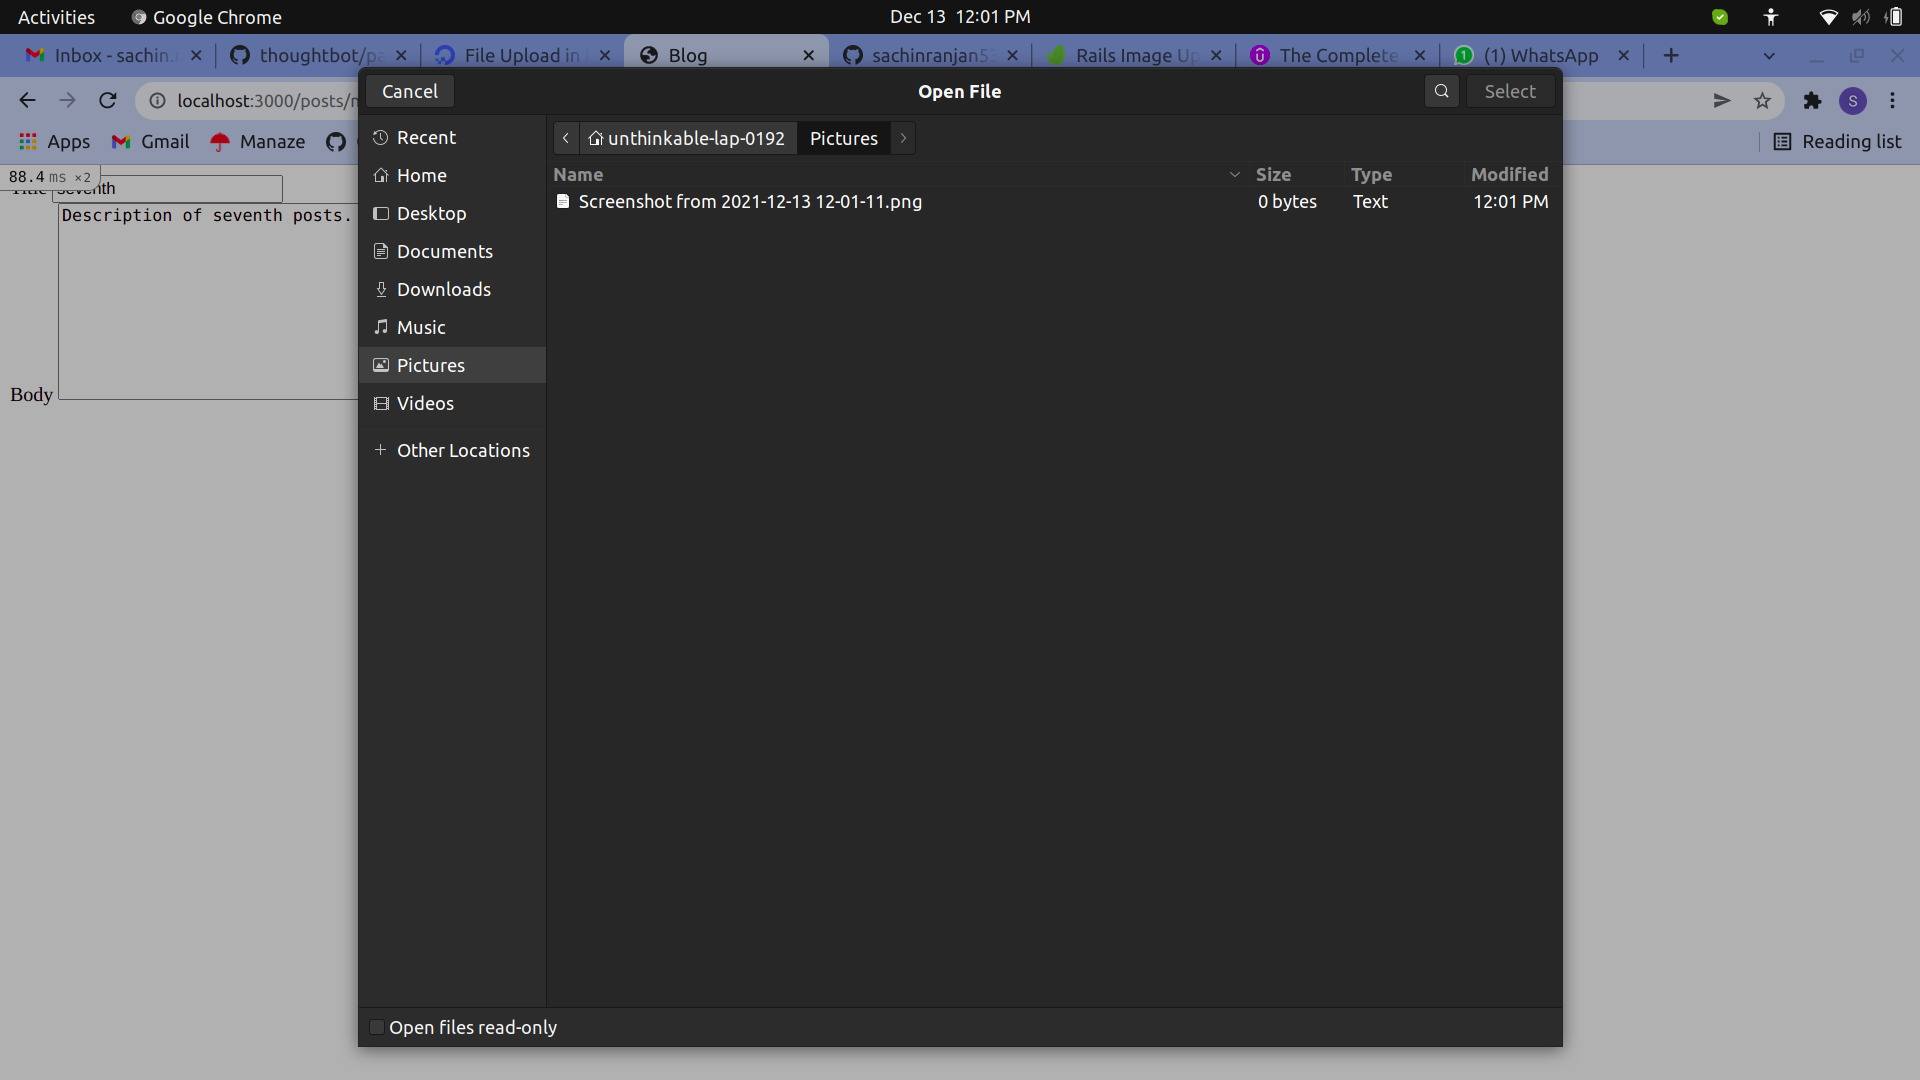 Activities Google Chrome Dec 13 12:01 PM
Inbox - sachin. thoughtbot/pa File Upload in Blog sachinranjan53 Rails Image Up The Complete (1) WhatsApp
Cancel Open File Select
localhost:3000/posts/
S
Apps Gmail Manaze Reading list
88.4 ms ×2
Title seventh
Description of seventh posts.
Body
Recent
Home
Desktop
Documents
Downloads
Music
Pictures
Videos
Other Locations
unthinkable-lap-0192 Pictures
Name Size Type Modified
Screenshot from 2021-12-13 12-01-11.png 0 bytes Text 12:01 PM
Open files read-only